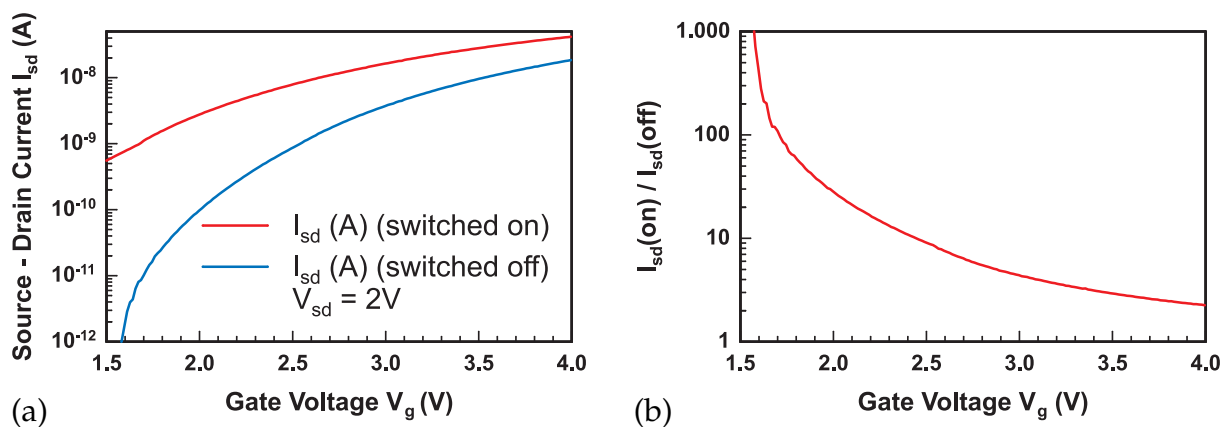 Source - Drain Current I_sd (A)
10^-8
10^-9
10^-10
10^-11
10^-12
I_sd (A) (switched on)
I_sd (A) (switched off)
V_sd = 2V
1.5 2.0 2.5 3.0 3.5 4.0
Gate Voltage V_g (V)
(a)
I_sd(on) / I_sd(off)
1.000
100
10
1
1.5 2.0 2.5 3.0 3.5 4.0
Gate Voltage V_g (V)
(b)